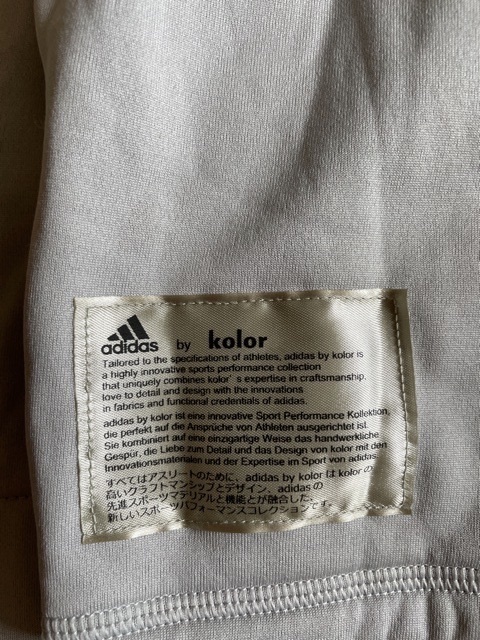 adidas by kolor
Tailored to the specifications of athletes, adidas by kolor is
a highly innovative sports performance collection
that uniquely combines kolor´s expertise in craftsmanship.
love to detail and design with the innovations
in fabrics and functional credentials of adidas.
adidas by kolor ist eine innovative Sport Performance Kollektion,
die perfekt auf die Ansprüche von Athleten ausgerichtet ist.
Sie kombiniert auf eine einzigartige Weise das handwerkliche
Gespür, die Liebe zum Detail und das Design von kolor mit den
Innovationsmaterialen und der Expertise im Sport von adidas.
すべてはアスリートのために、adidas by kolor は kolor の
高いクラフトマンシップとデザイン、adidas の
先進スポーツマテリアルと機能とが融合した、
新しいスポーツパフォーマンスコレクションです。